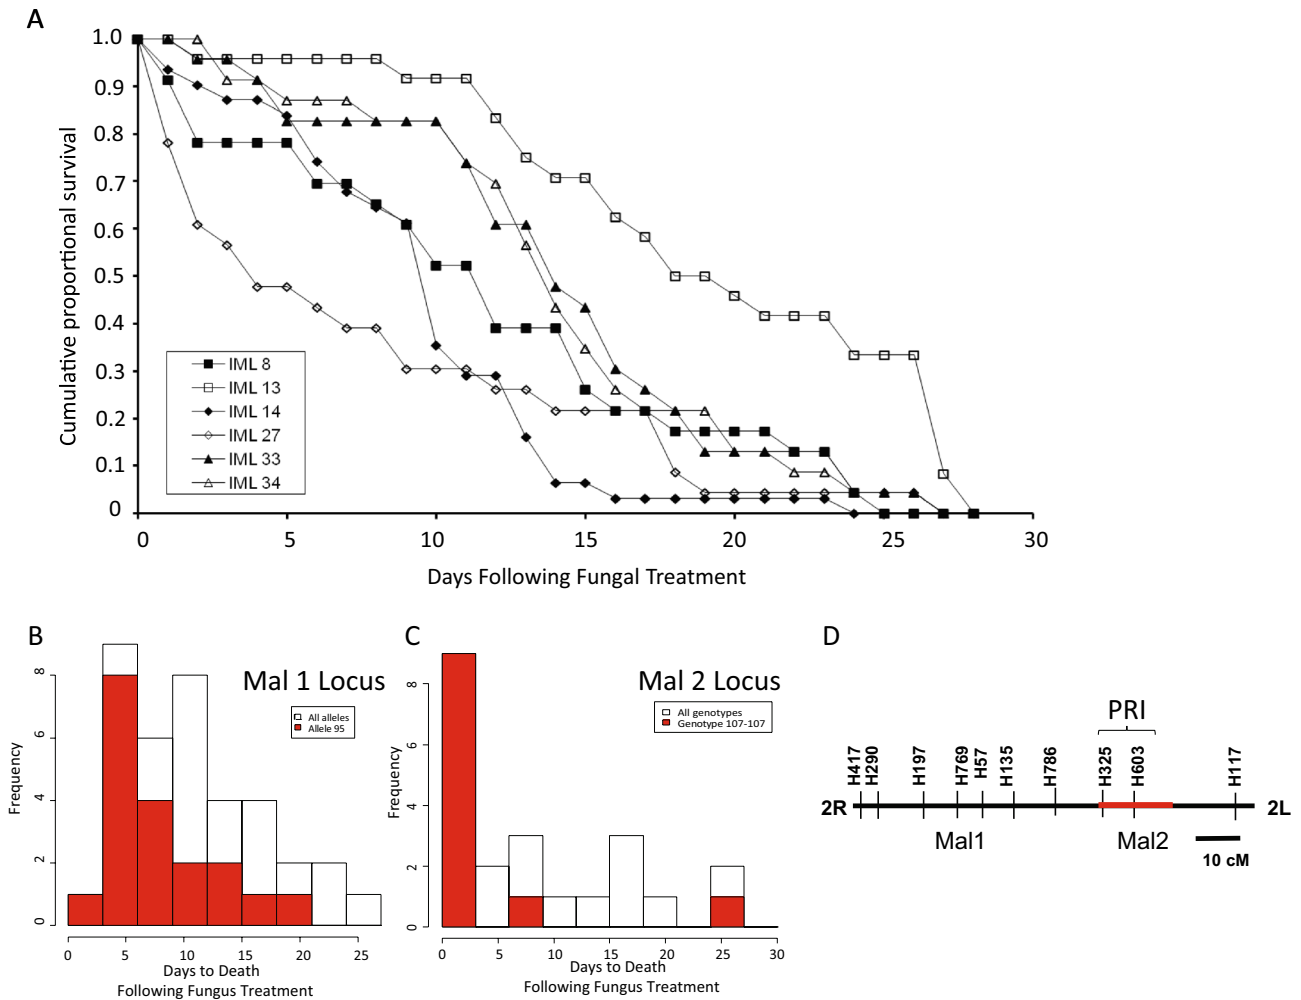 A
Cumulative proportional survival
1.0
0.9
0.8
0.7
0.6
0.5
0.4
0.3
0.2
0.1
0
IML 8
IML 13
IML 14
IML 27
IML 33
IML 34
0 5 10 15 20 25 30
Days Following Fungal Treatment
B
Mal 1 Locus
All alleles
Allele 95
Frequency
8
6
4
2
0
0 5 10 15 20 25
Days to Death
Following Fungus Treatment
C
Mal 2 Locus
All genotypes
Genotype 107-107
Frequency
8
6
4
2
0
0 5 10 15 20 25 30
Days to Death
Following Fungus Treatment
D
PRI
H417 H290 H197 H769 H57 H135 H786 H325 H603 H117
2R 2L
Mal1 Mal2
10 cM